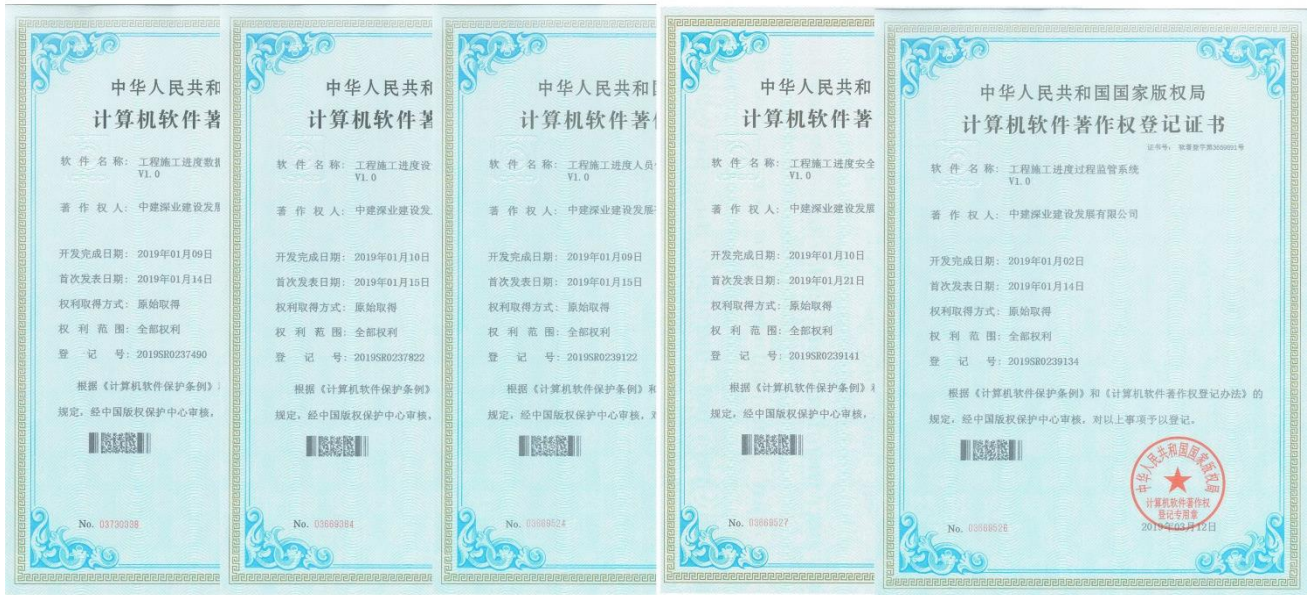 中华人民共和
计算机软件著
软件名称： 工程施工进度数据
V1.0
著作权人： 中建深业建设发展
开发完成日期： 2019年01月09日
首次发表日期： 2019年01月14日
权利取得方式： 原始取得
权利范围： 全部权利
登记号： 2019SR0237490
根据《计算机软件保护条例》
规定，经中国版权保护中心审核，
No. 03730338
中华人民共和
计算机软件著
软件名称： 工程施工进度设
V1.0
著作权人： 中建深业建设发
开发完成日期： 2019年01月10日
首次发表日期： 2019年01月15日
权利取得方式： 原始取得
权利范围： 全部权利
登记号： 2019SR0237822
根据《计算机软件保护条例》
规定，经中国版权保护中心审核，
No. 03669364
中华人民共和
计算机软件著
软件名称： 工程施工进度人员
V1.0
著作权人： 中建深业建设发展
开发完成日期： 2019年01月09日
首次发表日期： 2019年01月15日
权利取得方式： 原始取得
权利范围： 全部权利
登记号： 2019SR0239122
根据《计算机软件保护条例》和
规定，经中国版权保护中心审核，对
No. 03669524
中华人民共和
计算机软件著
软件名称： 工程施工进度安全
V1.0
著作权人： 中建深业建设发展
开发完成日期： 2019年01月10日
首次发表日期： 2019年01月21日
权利取得方式： 原始取得
权利范围： 全部权利
登记号： 2019SR0239141
根据《计算机软件保护条例》
规定，经中国版权保护中心审核，
No. 03669527
中华人民共和国国家版权局
计算机软件著作权登记证书
证书号： 软著登字第3659891号
软件名称： 工程施工进度过程监管系统
V1.0
著作权人： 中建深业建设发展有限公司
开发完成日期： 2019年01月02日
首次发表日期： 2019年01月14日
权利取得方式： 原始取得
权利范围： 全部权利
登记号： 2019SR0239134
根据《计算机软件保护条例》和《计算机软件著作权登记办法》的
规定，经中国版权保护中心审核，对以上事项予以登记。
中华人民共和国国家版权局
计算机软件著作权
登记专用章
No. 03669526
2019年03月12日